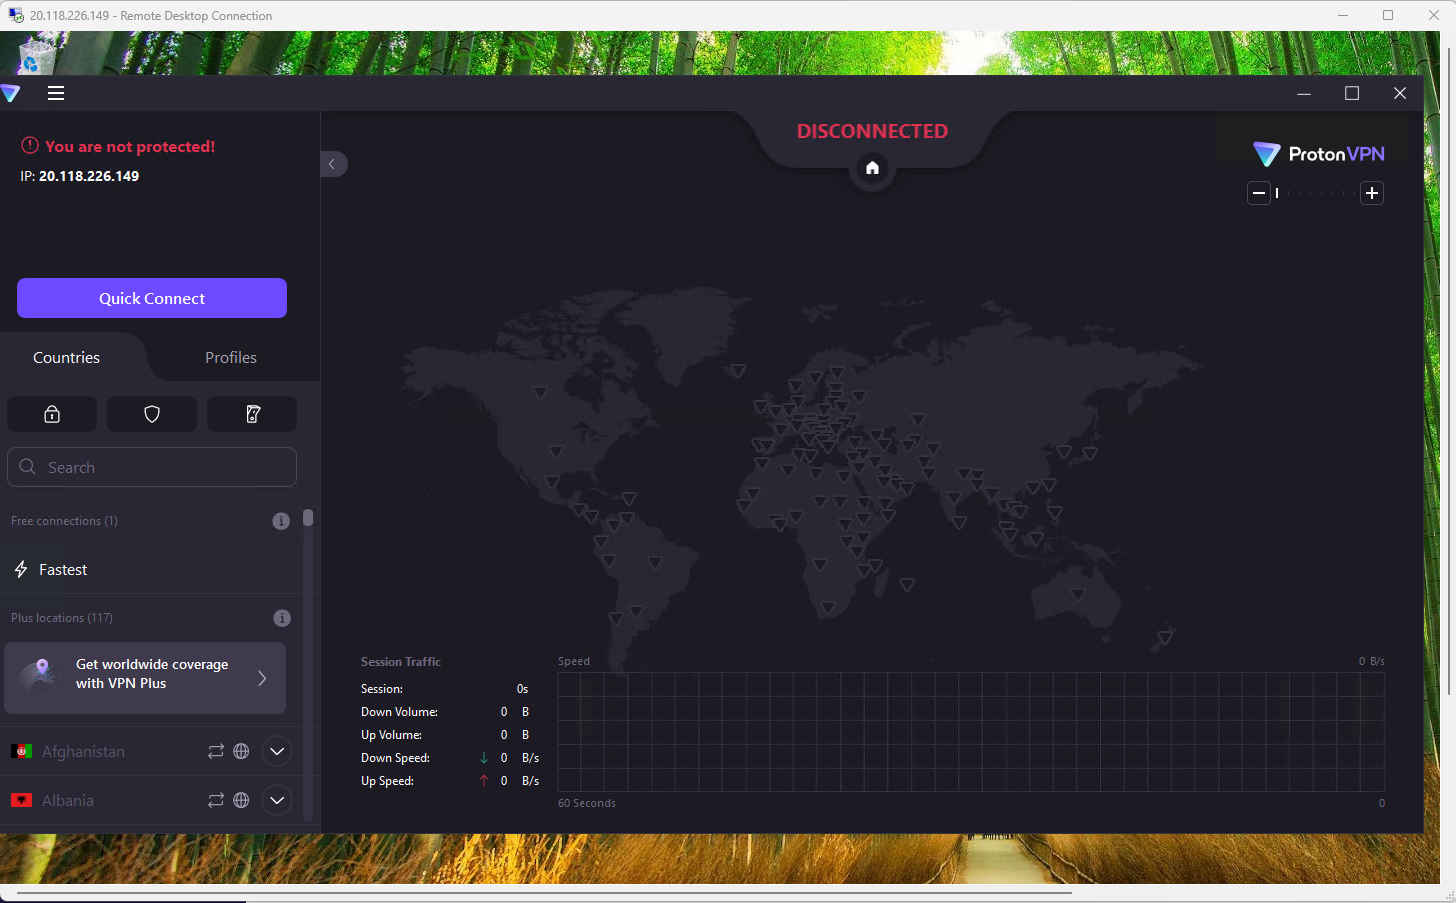 20.118.226.149 - Remote Desktop Connection
You are not protected!
IP: 20.118.226.149
Quick Connect
Countries
Profiles
Search
Free connections (1)
Fastest
Plus locations (117)
Get worldwide coverage
with VPN Plus
Afghanistan
Albania
DISCONNECTED
ProtonVPN
Session Traffic
Session: 0s
Down Volume: 0 B
Up Volume: 0 B
Down Speed: ↓ 0 B/s
Up Speed: ↑ 0 B/s
Speed
0 B/s
60 Seconds
0